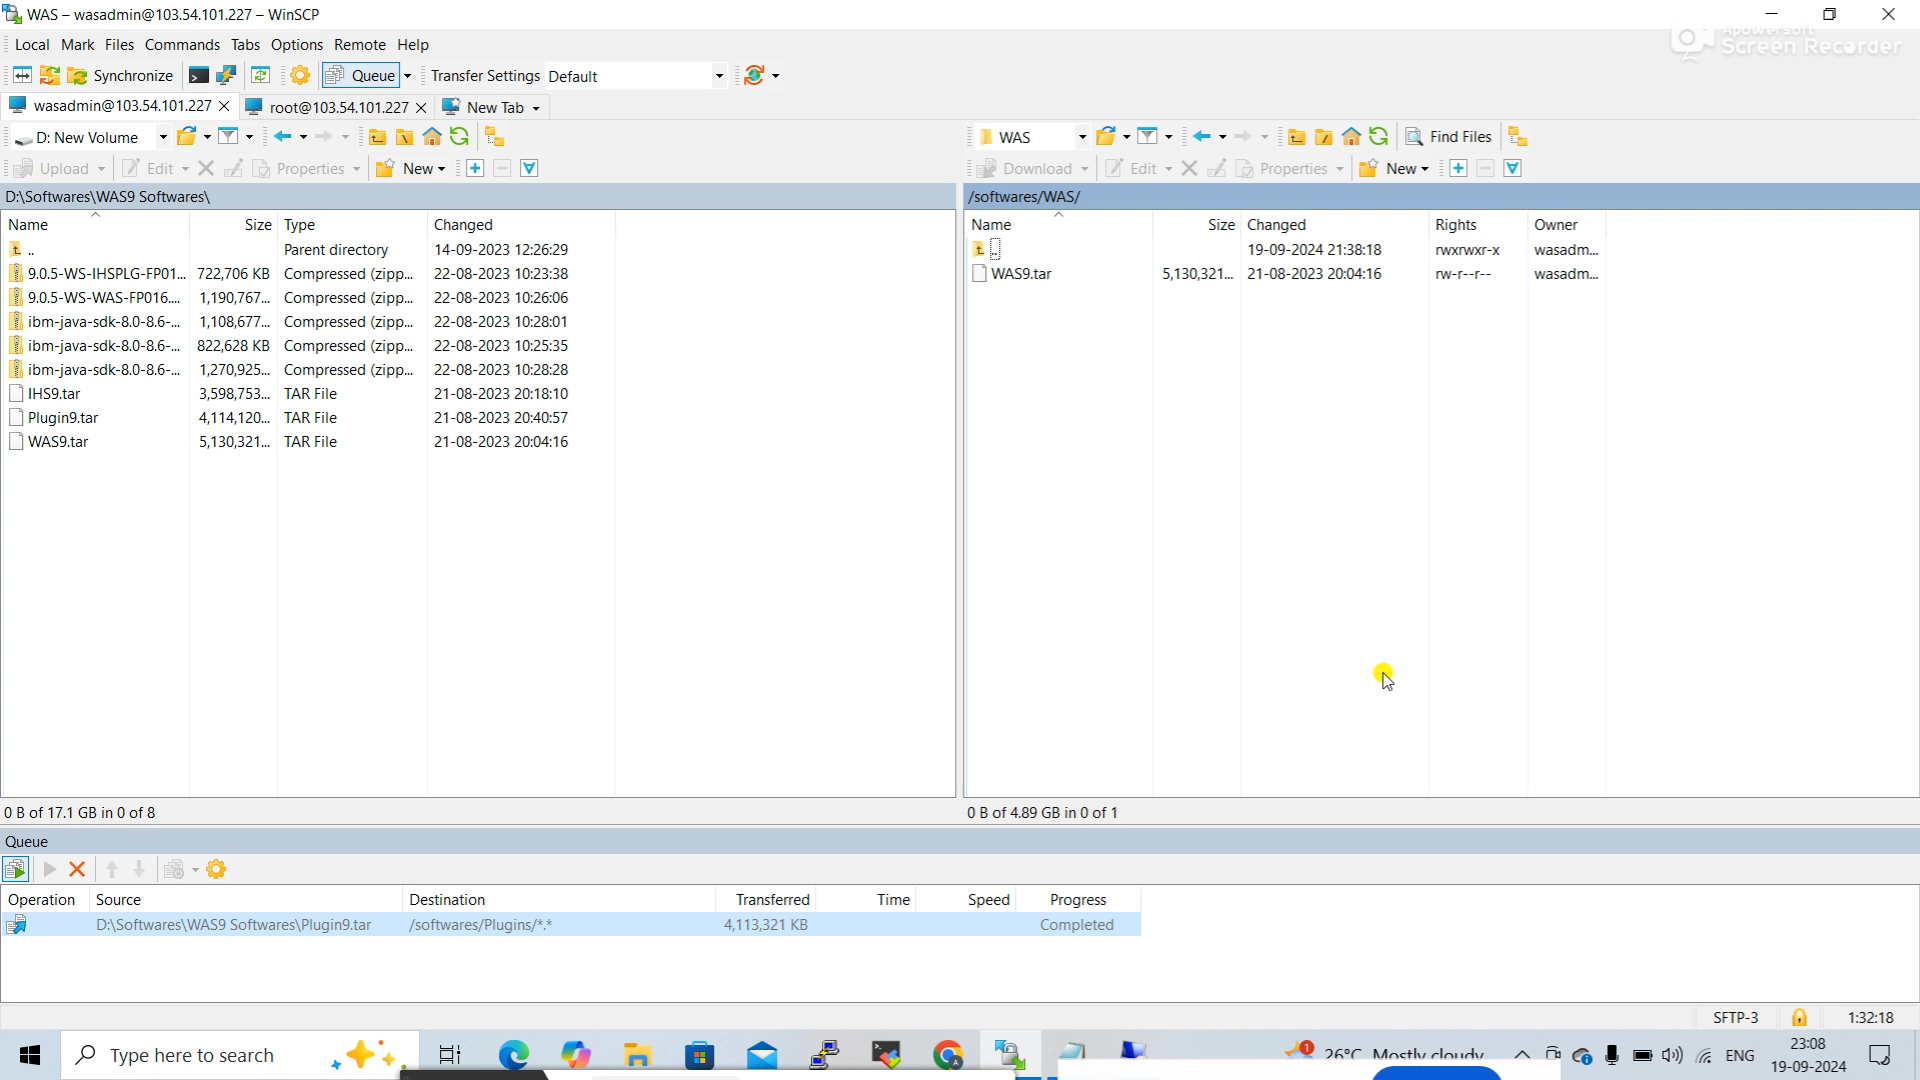 WAS – wasadmin@103.54.101.227 – WinSCP
Apowersoft
Screen Recorder
Local Mark Files Commands Tabs Options Remote Help
Synchronize Queue Transfer Settings Default
wasadmin@103.54.101.227 root@103.54.101.227 New Tab
D: New Volume WAS Find Files
Upload Edit Properties New Download Edit Properties New
D:\Softwares\WAS9 Softwares\ /softwares/WAS/
Name Size Type Changed Name Size Changed Rights Owner
.. Parent directory 14-09-2023 12:26:29 .. 19-09-2024 21:38:18 rwxrwxr-x wasadm...
9.0.5-WS-IHSPLG-FP01... 722,706 KB Compressed (zipp... 22-08-2023 10:23:38 WAS9.tar 5,130,321... 21-08-2023 20:04:16 rw-r--r-- wasadm...
9.0.5-WS-WAS-FP016.... 1,190,767... Compressed (zipp... 22-08-2023 10:26:06
ibm-java-sdk-8.0-8.6-... 1,108,677... Compressed (zipp... 22-08-2023 10:28:01
ibm-java-sdk-8.0-8.6-... 822,628 KB Compressed (zipp... 22-08-2023 10:25:35
ibm-java-sdk-8.0-8.6-... 1,270,925... Compressed (zipp... 22-08-2023 10:28:28
IHS9.tar 3,598,753... TAR File 21-08-2023 20:18:10
Plugin9.tar 4,114,120... TAR File 21-08-2023 20:40:57
WAS9.tar 5,130,321... TAR File 21-08-2023 20:04:16
0 B of 17.1 GB in 0 of 8 0 B of 4.89 GB in 0 of 1
Queue
Operation Source Destination Transferred Time Speed Progress
D:\Softwares\WAS9 Softwares\Plugin9.tar /softwares/Plugins/*.* 4,113,321 KB Completed
SFTP-3 1:32:18
Type here to search 1 26°C Mostly cloudy ENG 23:08
19-09-2024